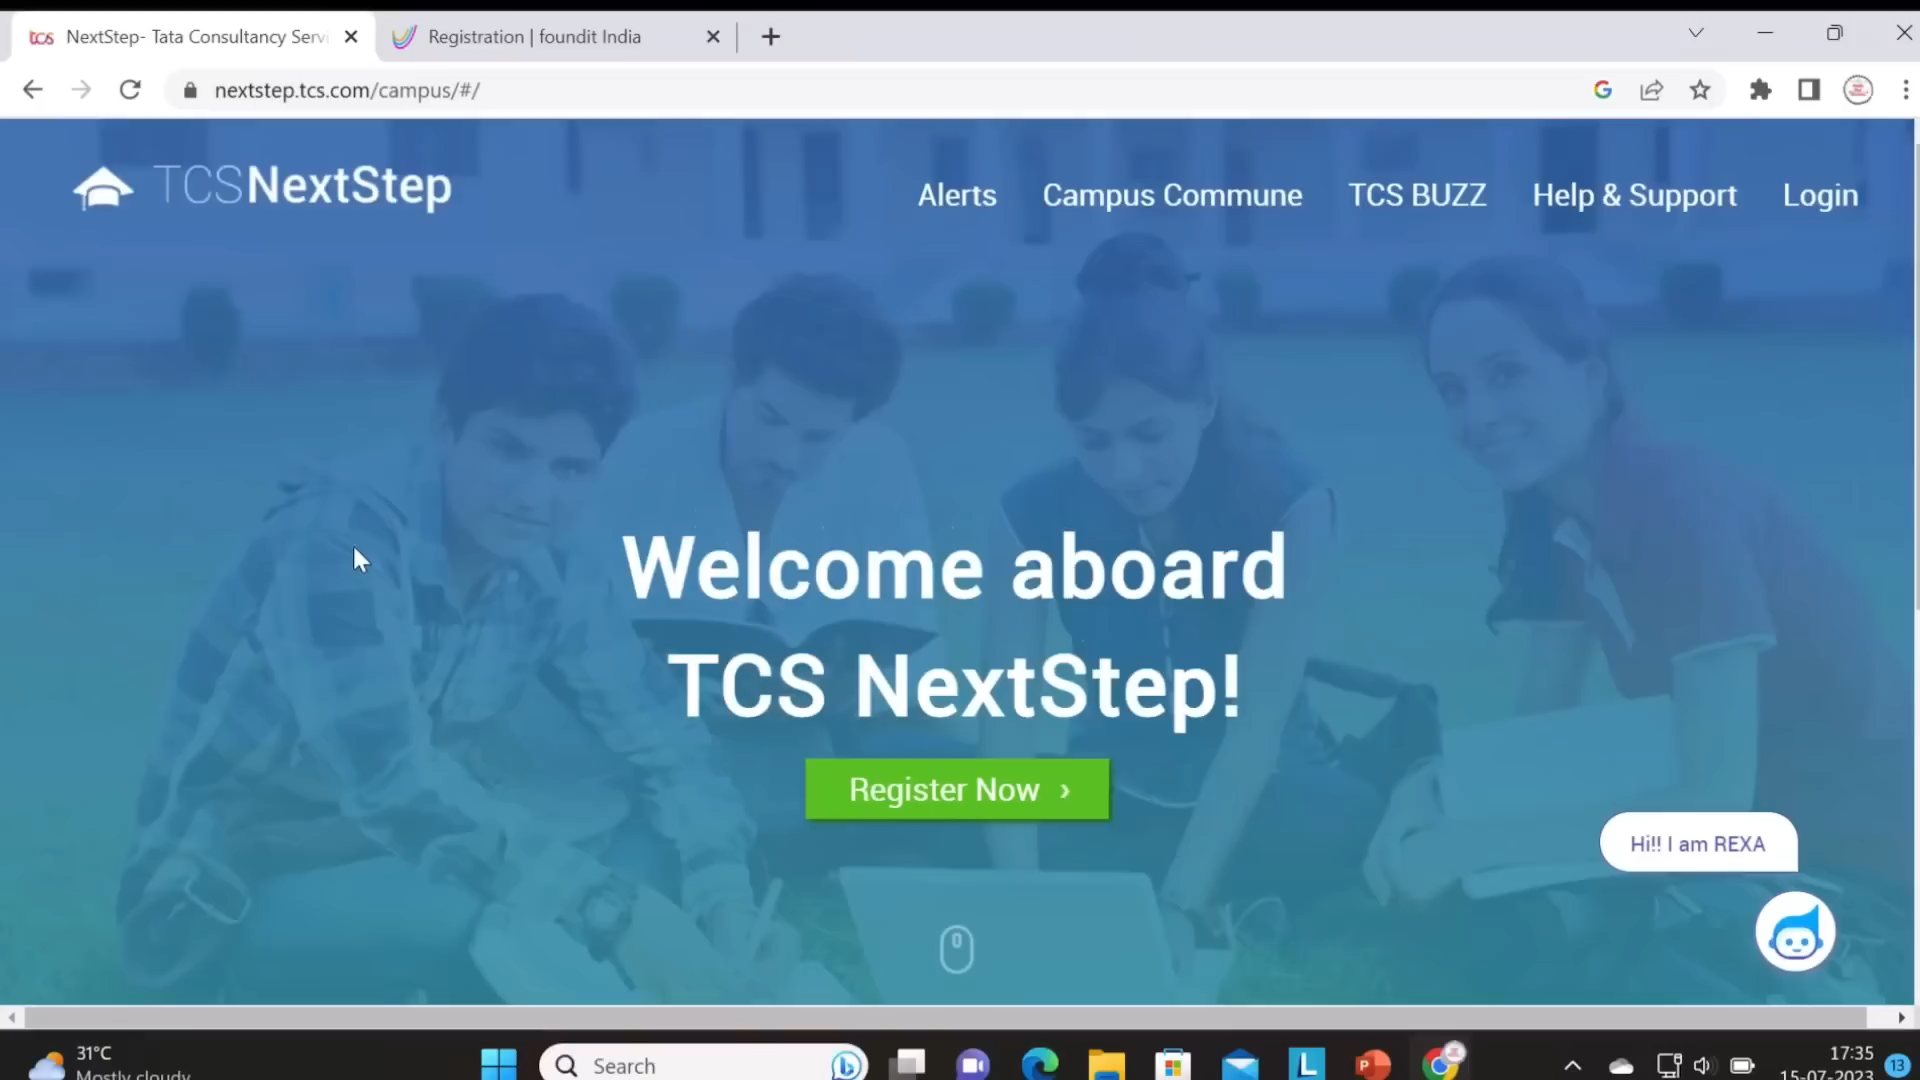 tcs NextStep- Tata Consultancy Servi
Registration | foundit India
nextstep.tcs.com/campus/#/
TCSNextStep
Alerts
Campus Commune
TCS BUZZ
Help & Support
Login
Welcome aboard
TCS NextStep!
Register Now ›
Hi!! I am REXA
31°C
Mostly cloudy
Search
17:35
15-07-2023
13